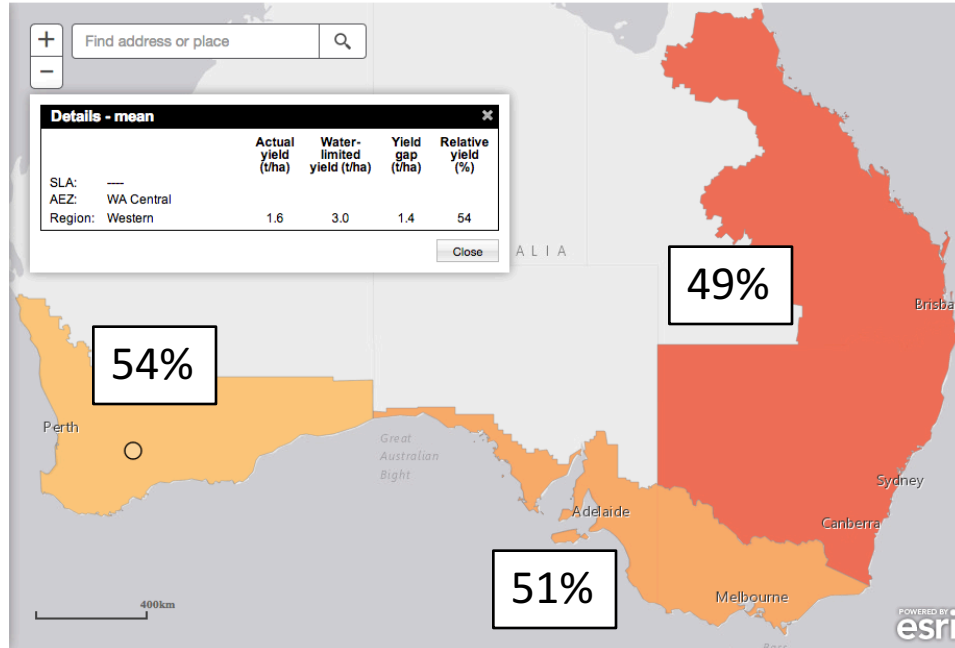 +
Find address or place
−
Details - mean
Actual yield (t/ha) Water-limited yield (t/ha) Yield gap (t/ha) Relative yield (%)
SLA: ----
AEZ: WA Central
Region: Western 1.6 3.0 1.4 54
Close
ALIA
49%
Brisba
54%
Perth
Great
Australian
Bight
Sydney
Adelaide
Canberra
51%
Melbourne
400km
POWERED BY
esri